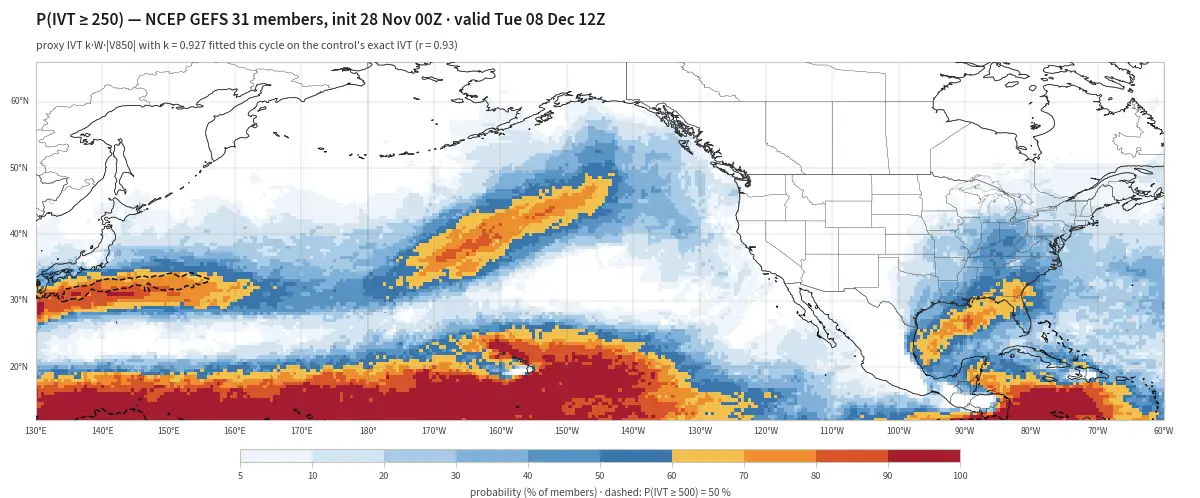 P(IVT ≥ 250) — NCEP GEFS 31 members, init 28 Nov 00Z · valid Tue 08 Dec 12Z
proxy IVT k·W·|V850| with k = 0.927 fitted this cycle on the control's exact IVT (r = 0.93)
60°N
50°N
40°N
30°N
20°N
130°E 140°E 150°E 160°E 170°E 180° 170°W 160°W 150°W 140°W 130°W 120°W 110°W 100°W 90°W 80°W 70°W 60°W
5 10 20 30 40 50 60 70 80 90 100
probability (% of members) · dashed: P(IVT ≥ 500) = 50 %